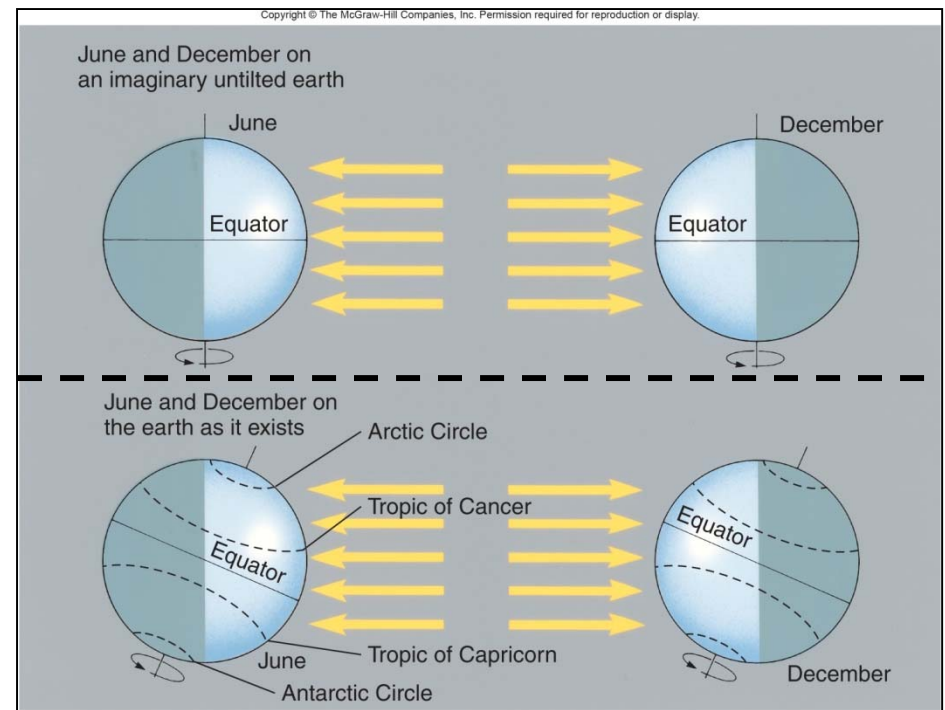 Copyright © The McGraw-Hill Companies, Inc. Permission required for reproduction or display.
June and December on
an imaginary untilted earth
June
December
Equator
Equator
June and December on
the earth as it exists
Arctic Circle
Tropic of Cancer
Equator
Equator
June
Tropic of Capricorn
December
Antarctic Circle